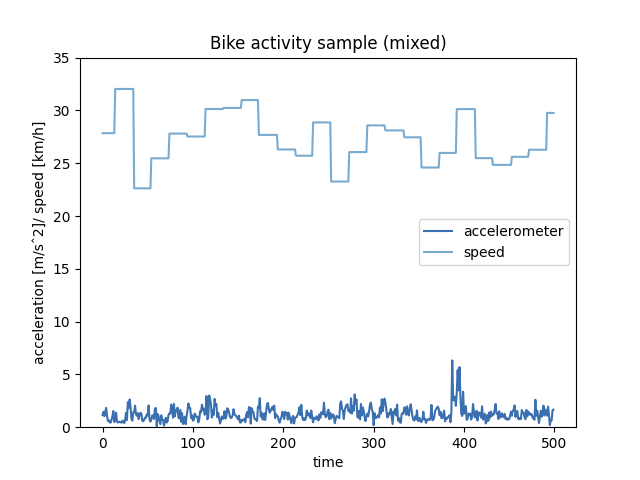 Bike activity sample (mixed)
35
30
25
20
15
10
5
0
acceleration [m/sˆ2]/ speed [km/h]
accelerometer
speed
0
100
200
300
400
500
time